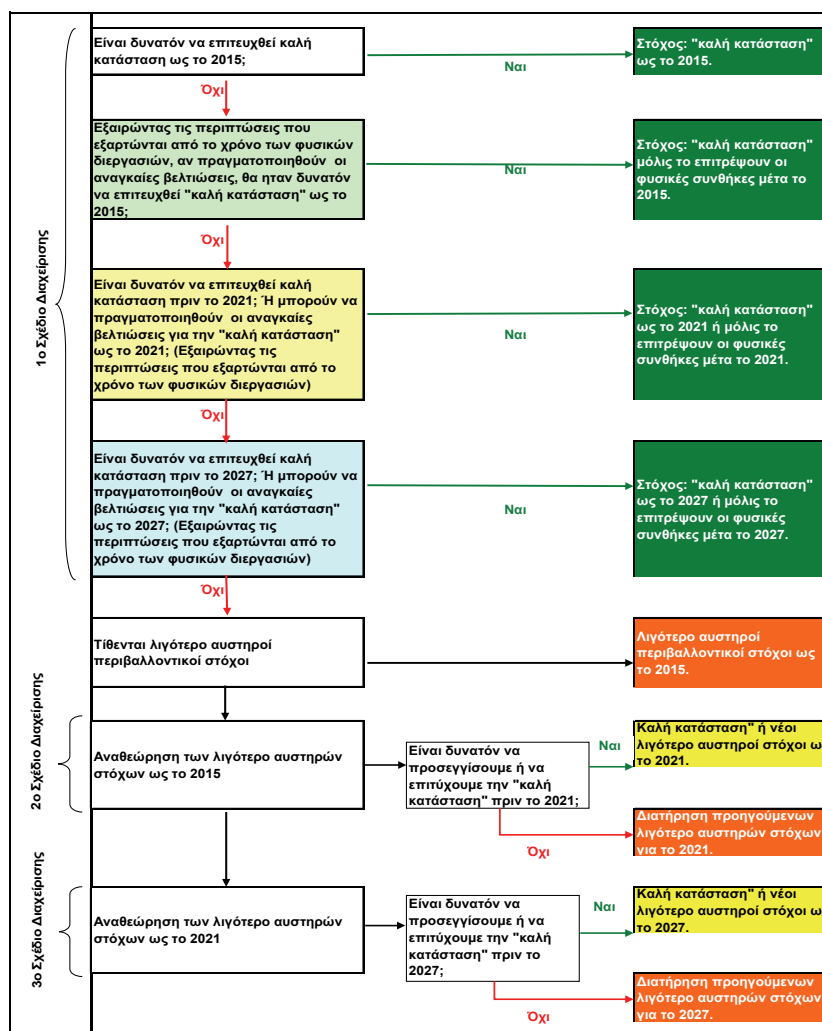 1ο Σχέδιο Διαχείρισης
Είναι δυνατόν να επιτευχθεί καλή
κατάσταση ως το 2015;
Ναι
Στόχος: "καλή κατάσταση"
ως το 2015.
Όχι
Εξαιρώντας τις περιπτώσεις που
εξαρτώνται από το χρόνο των φυσικών
διεργασιών, αν πραγματοποιηθούν οι
αναγκαίες βελτιώσεις, θα ηταν δυνατόν
να επιτευχθεί "καλή κατάσταση" ως το
2015;
Ναι
Στόχος: "καλή κατάσταση"
μόλις το επιτρέψουν οι
φυσικές συνθήκες μέτα το
2015.
Όχι
Είναι δυνατόν να επιτευχθεί καλή
κατάσταση πριν το 2021; Ή μπορούν να
πραγματοποιηθούν οι αναγκαίες
βελτιώσεις για την "καλή κατάσταση"
ως το 2021; (Εξαιρώντας τις
περιπτώσεις που εξαρτώνται από το
χρόνο των φυσικών διεργασιών)
Ναι
Στόχος: "καλή κατάσταση"
ως το 2021 ή μόλις το
επιτρέψουν οι φυσικές
συνθήκες μέτα το 2021.
Όχι
Είναι δυνατόν να επιτευχθεί καλή
κατάσταση πριν το 2027; Ή μπορούν να
πραγματοποιηθούν οι αναγκαίες
βελτιώσεις για την "καλή κατάσταση"
ως το 2027; (Εξαιρώντας τις
περιπτώσεις που εξαρτώνται από το
χρόνο των φυσικών διεργασιών)
Ναι
Στόχος: "καλή κατάσταση"
ως το 2027 ή μόλις το
επιτρέψουν οι φυσικές
συνθήκες μέτα το 2027.
Όχι
Τίθενται λιγότερο αυστηροί
περιβαλλοντικοί στόχοι
Λιγότερο αυστηροί
περιβαλλοντικοί στόχοι ως
το 2015.
2ο Σχέδιο Διαχείρισης
Αναθεώρηση των λιγότερο αυστηρών
στόχων ως το 2015
Είναι δυνατόν να
προσεγγίσουμε ή να
επιτύχουμε την "καλή
κατάσταση" πριν το 2021;
Ναι
Καλή κατάσταση" ή νέοι
λιγότερο αυστηροί στόχοι ω
το 2021.
Όχι
Διατήρηση προηγούμενων
λιγότερο αυστηρών στόχων
για το 2021.
3ο Σχέδιο Διαχείρισης
Αναθεώρηση των λιγότερο αυστηρών
στόχων ως το 2021
Είναι δυνατόν να
προσεγγίσουμε ή να
επιτύχουμε την "καλή
κατάσταση" πριν το
2027;
Ναι
Καλή κατάσταση" ή νέοι
λιγότερο αυστηροί στόχοι ω
το 2027.
Όχι
Διατήρηση προηγούμενων
λιγότερο αυστηρών στόχων
για το 2027.